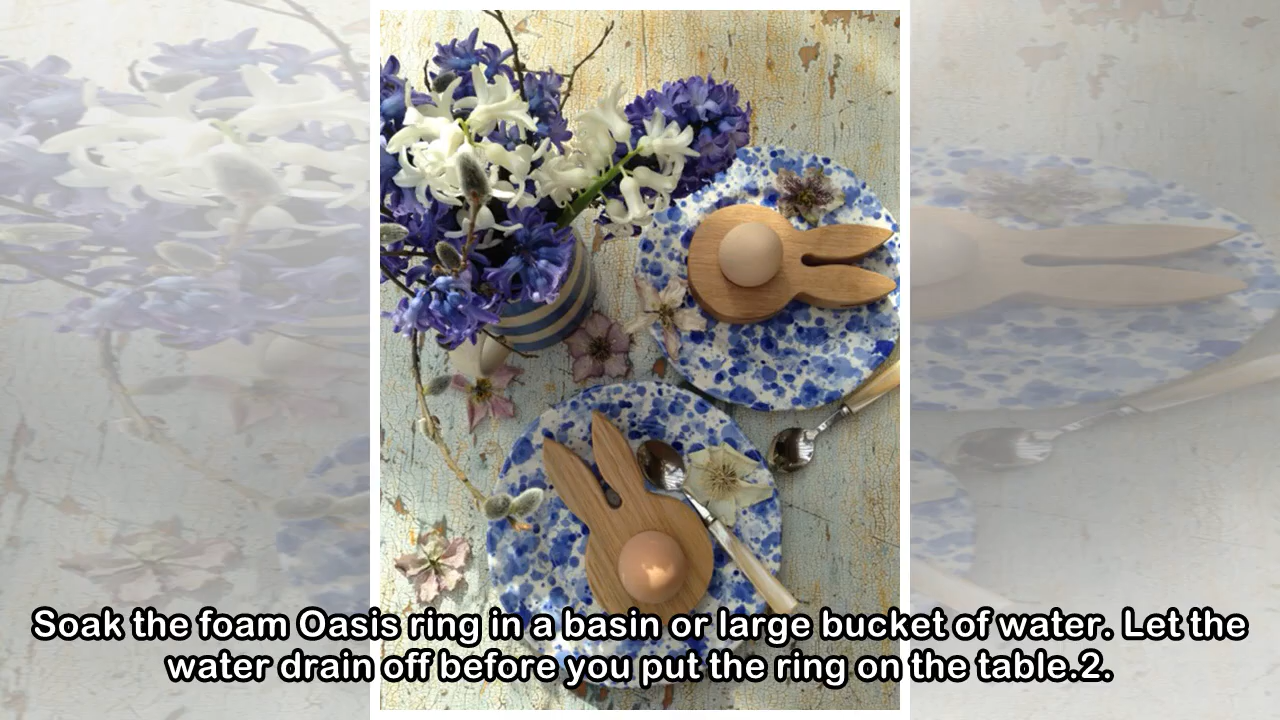 Soak the foam Oasis ring in a basin or large bucket of water. Let the
water drain off before you put the ring on the table.2.